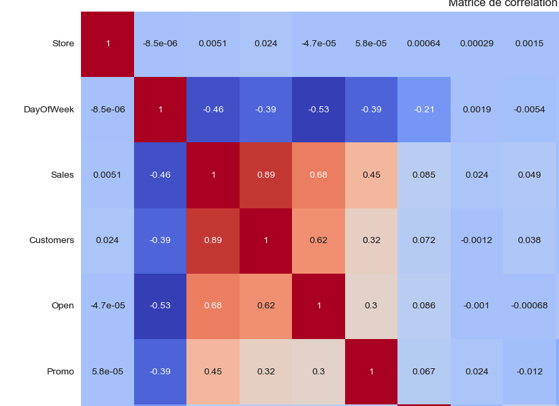 Matrice de corrélation
Store 1 -8.5e-06 0.0051 0.024 -4.7e-05 5.8e-05 0.00064 0.00029 0.0015
DayOfWeek -8.5e-06 1 -0.46 -0.39 -0.53 -0.39 -0.21 0.0019 -0.0054
Sales 0.0051 -0.46 1 0.89 0.68 0.45 0.085 0.024 0.049
Customers 0.024 -0.39 0.89 1 0.62 0.32 0.072 -0.0012 0.038
Open -4.7e-05 -0.53 0.68 0.62 1 0.3 0.086 -0.001 -0.00068
Promo 5.8e-05 -0.39 0.45 0.32 0.3 1 0.067 0.024 -0.012